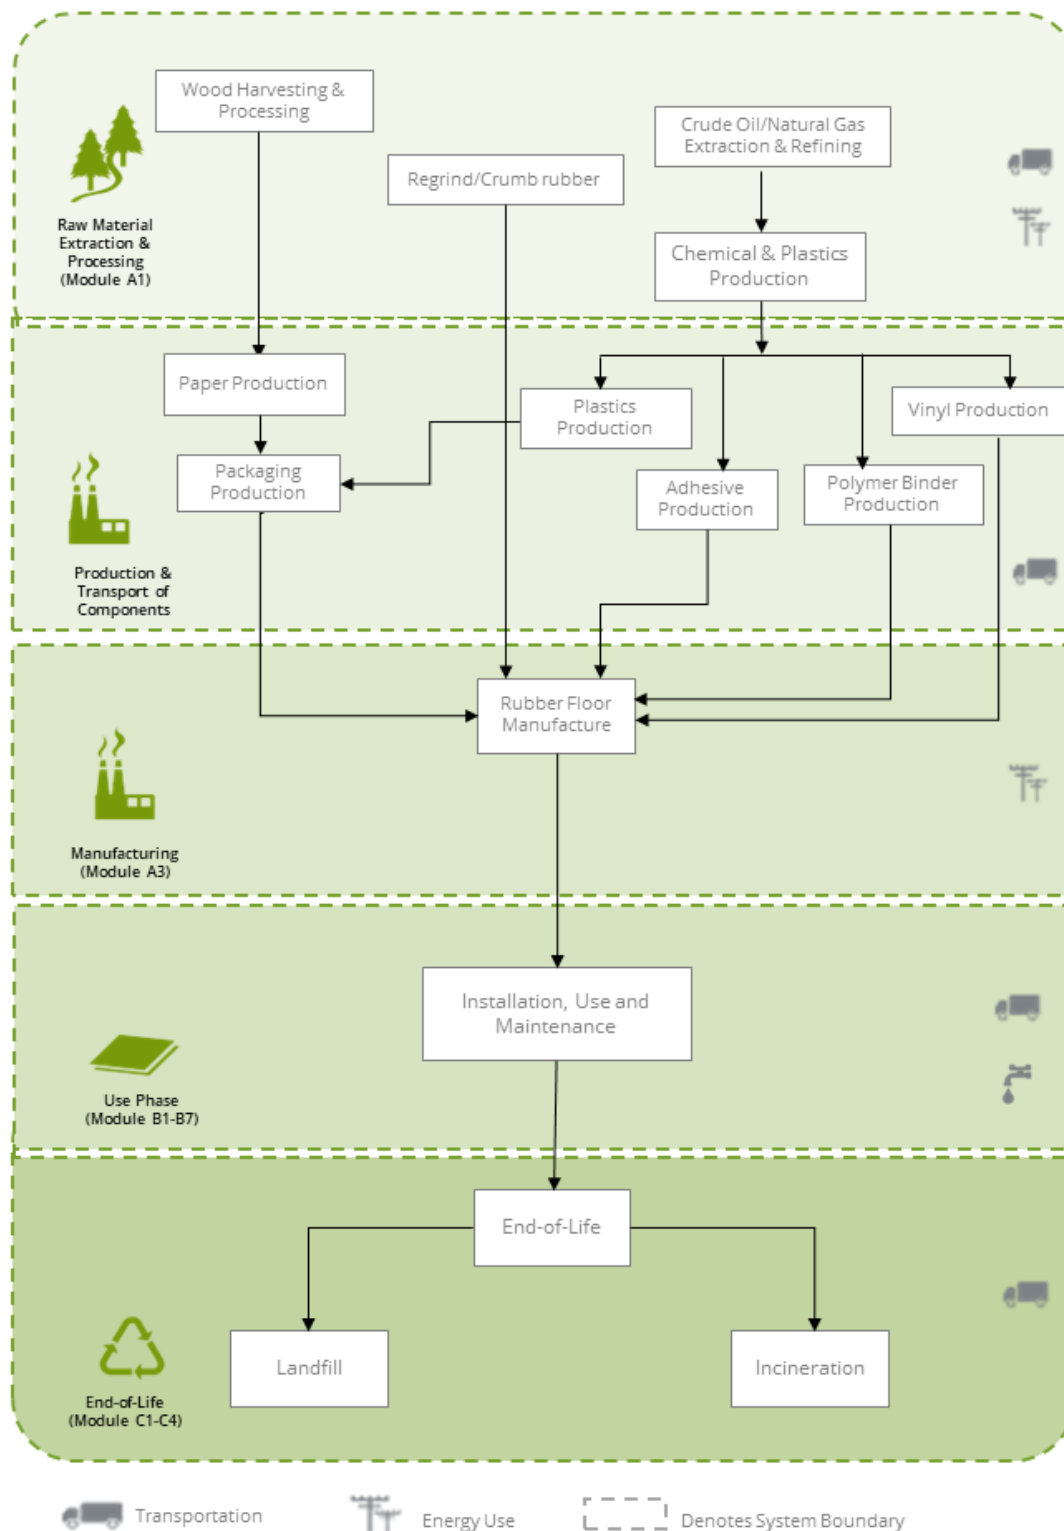 Wood Harvesting &
Processing
Crude Oil/Natural Gas
Extraction & Refining
Regrind/Crumb rubber
Raw Material
Extraction &
Processing
(Module A1)
Chemical & Plastics
Production
Paper Production
Plastics
Production
Vinyl Production
Packaging
Production
Adhesive
Production
Polymer Binder
Production
Production &
Transport of
Components
Rubber Floor
Manufacture
Manufacturing
(Module A3)
Installation, Use and
Maintenance
Use Phase
(Module B1-B7)
End-of-Life
Landfill
Incineration
End-of-Life
(Module C1-C4)
Transportation
Energy Use
Denotes System Boundary